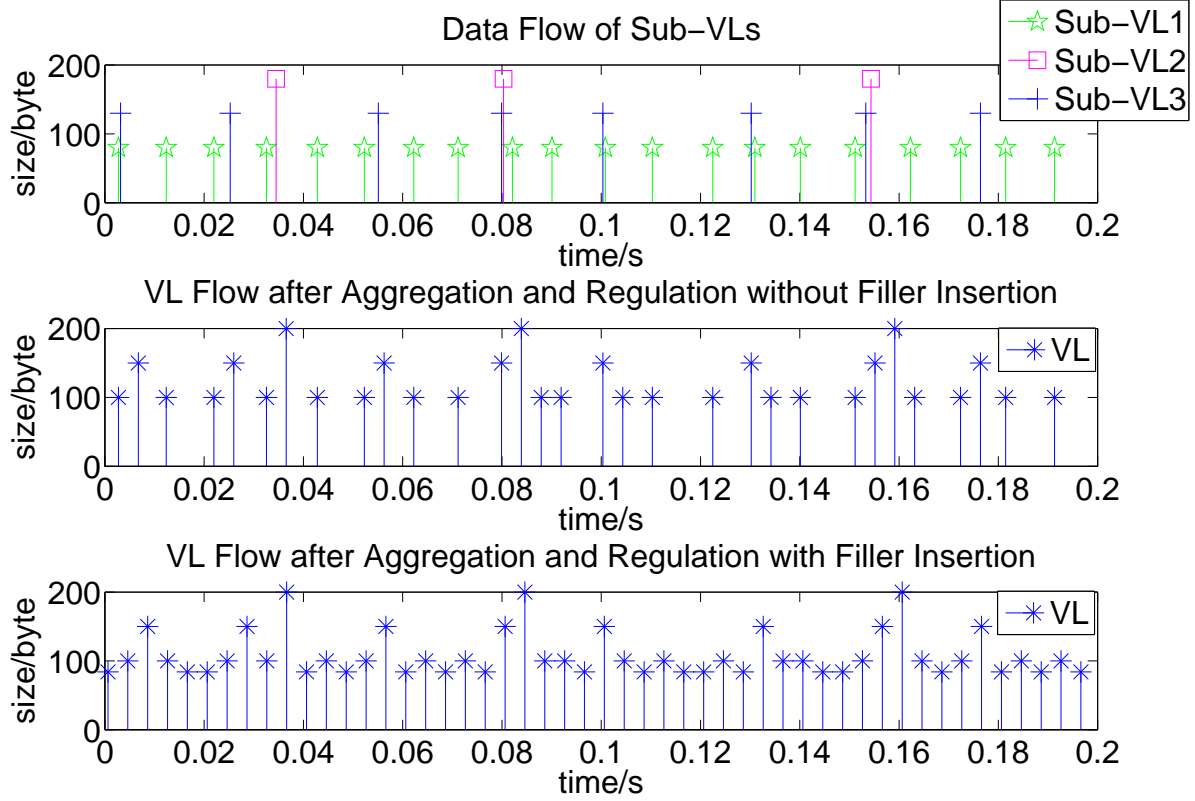 Data Flow of Sub−VLs
Sub−VL1
Sub−VL2
Sub−VL3
size/byte
200
100
0
0 0.02 0.04 0.06 0.08 0.1 0.12 0.14 0.16 0.18 0.2
time/s
VL Flow after Aggregation and Regulation without Filler Insertion
VL
size/byte
200
100
0
0 0.02 0.04 0.06 0.08 0.1 0.12 0.14 0.16 0.18 0.2
time/s
VL Flow after Aggregation and Regulation with Filler Insertion
VL
size/byte
200
100
0
0 0.02 0.04 0.06 0.08 0.1 0.12 0.14 0.16 0.18 0.2
time/s